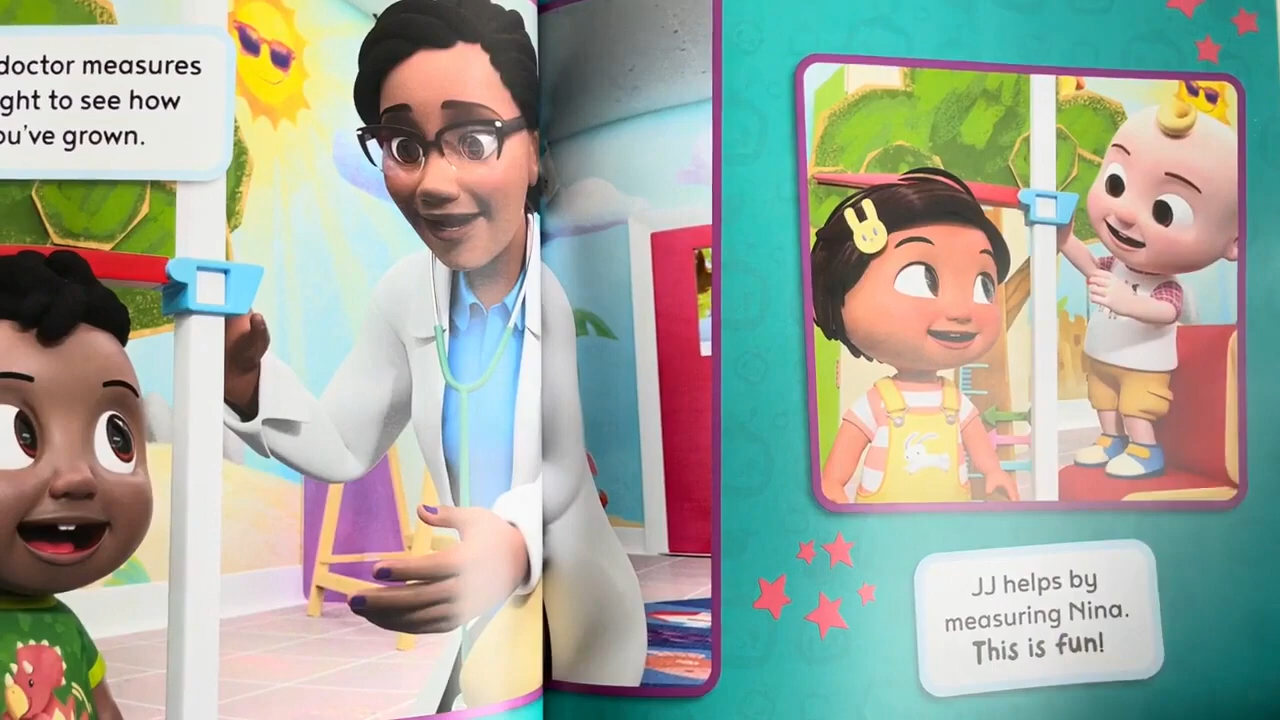 doctor measures
ght to see how
ou've grown.
JJ helps by
measuring Nina.
This is fun!